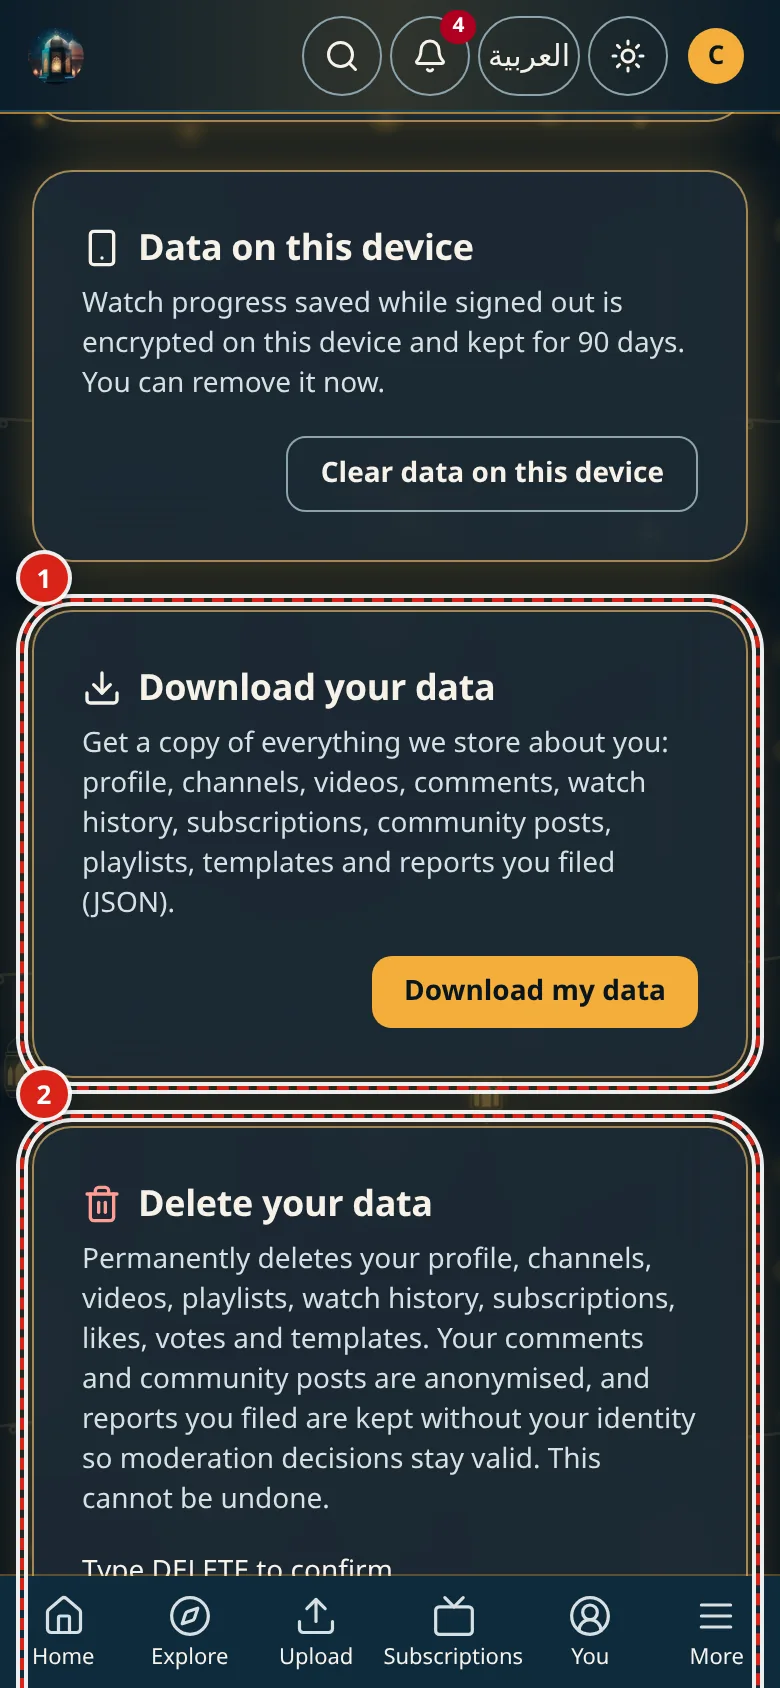 4
العربية
C
Data on this device
Watch progress saved while signed out is
encrypted on this device and kept for 90 days.
You can remove it now.
Clear data on this device
1
Download your data
Get a copy of everything we store about you:
profile, channels, videos, comments, watch
history, subscriptions, community posts,
playlists, templates and reports you filed
(JSON).
Download my data
2
Delete your data
Permanently deletes your profile, channels,
videos, playlists, watch history, subscriptions,
likes, votes and templates. Your comments
and community posts are anonymised, and
reports you filed are kept without your identity
so moderation decisions stay valid. This
cannot be undone.
Type DELETE to confirm
Home Explore Upload Subscriptions You More